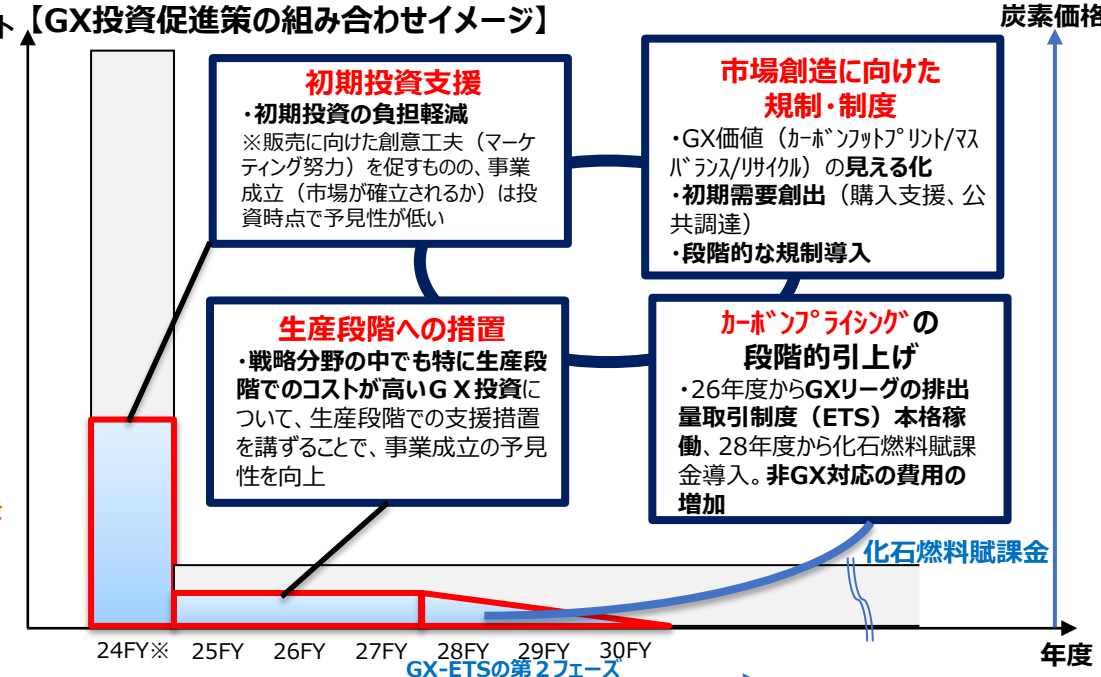 ト
【GX投資促進策の組み合わせイメージ】
炭素価格
初期投資支援
・初期投資の負担軽減
※販売に向けた創意工夫（マーケ
ティング努力）を促すものの、事業
成立（市場が確立されるか）は投
資時点で予見性が低い
市場創造に向けた
規制・制度
・GX価値（ｶｰﾎﾞﾝﾌｯﾄﾌﾟﾘﾝﾄ/ﾏｽ
ﾊﾞﾗﾝｽ/ﾘｻｲｸﾙ）の見える化
・初期需要創出（購入支援、公
共調達）
・段階的な規制導入
生産段階への措置
・戦略分野の中でも特に生産段
階でのコストが高いＧＸ投資に
ついて、生産段階での支援措置
を講ずることで、事業成立の予見
性を向上
ｶｰﾎﾞﾝﾌﾟﾗｲｼﾝｸﾞの
段階的引上げ
・26年度からGXリーグの排出
量取引制度（ETS）本格稼
働、28年度から化石燃料賦課
金導入。非GX対応の費用の
増加
化石燃料賦課金
24FY※ 25FY 26FY 27FY 28FY 29FY 30FY
年度
GX-ETSの第２フェーズ